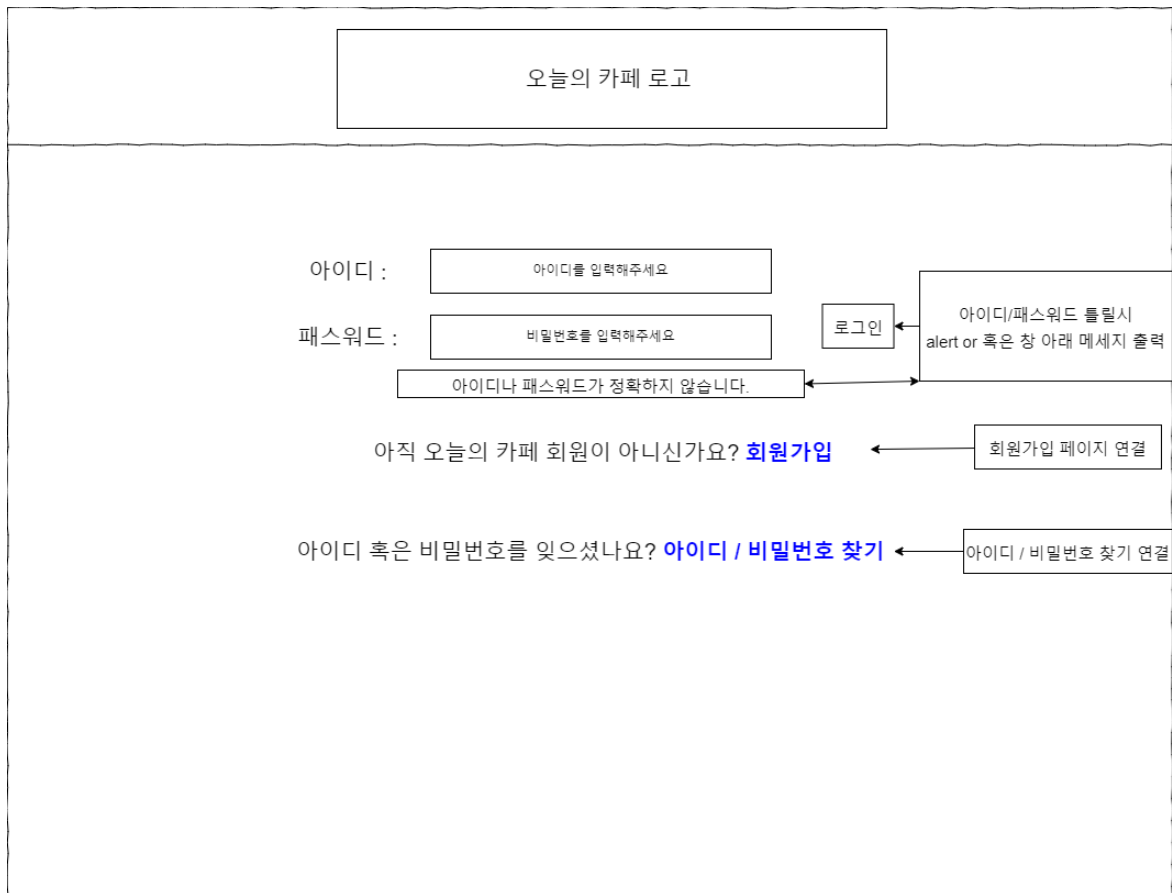 오늘의 카페 로고
아이디 :
아이디를 입력해주세요
패스워드 :
비밀번호를 입력해주세요
로그인
아이디/패스워드 틀릴시
alert or 혹은 창 아래 메세지 출력
아이디나 패스워드가 정확하지 않습니다.
아직 오늘의 카페 회원이 아니신가요? 회원가입
회원가입 페이지 연결
아이디 혹은 비밀번호를 잊으셨나요? 아이디 / 비밀번호 찾기
아이디 / 비밀번호 찾기 연결